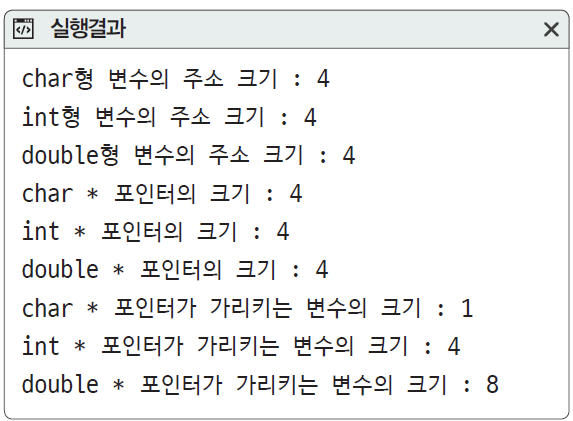 실행결과
char형 변수의 주소 크기 : 4
int형 변수의 주소 크기 : 4
double형 변수의 주소 크기 : 4
char * 포인터의 크기 : 4
int * 포인터의 크기 : 4
double * 포인터의 크기 : 4
char * 포인터가 가리키는 변수의 크기 : 1
int * 포인터가 가리키는 변수의 크기 : 4
double * 포인터가 가리키는 변수의 크기 : 8